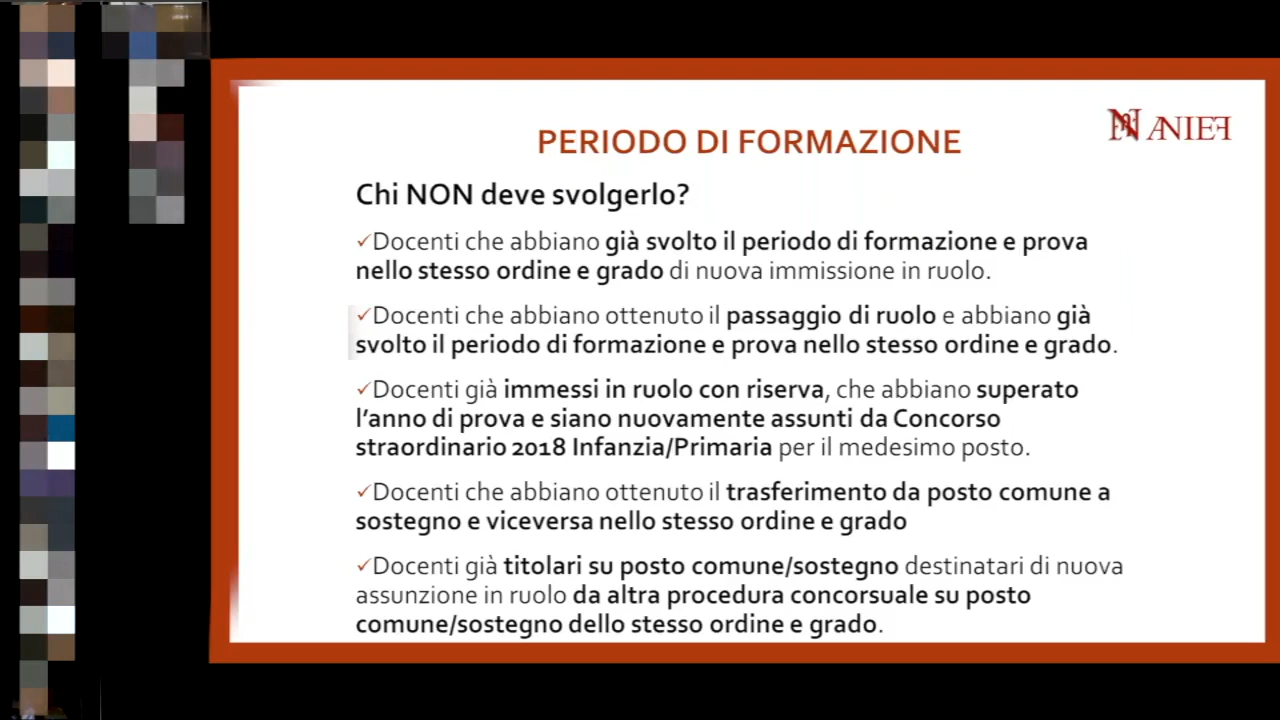 ANIEF
PERIODO DI FORMAZIONE
Chi NON deve svolgerlo?
✓Docenti che abbiano già svolto il periodo di formazione e prova
nello stesso ordine e grado di nuova immissione in ruolo.
✓Docenti che abbiano ottenuto il passaggio di ruolo e abbiano già
svolto il periodo di formazione e prova nello stesso ordine e grado.
✓Docenti già immessi in ruolo con riserva, che abbiano superato
l’anno di prova e siano nuovamente assunti da Concorso
straordinario 2018 Infanzia/Primaria per il medesimo posto.
✓Docenti che abbiano ottenuto il trasferimento da posto comune a
sostegno e viceversa nello stesso ordine e grado
✓Docenti già titolari su posto comune/sostegno destinatari di nuova
assunzione in ruolo da altra procedura concorsuale su posto
comune/sostegno dello stesso ordine e grado.